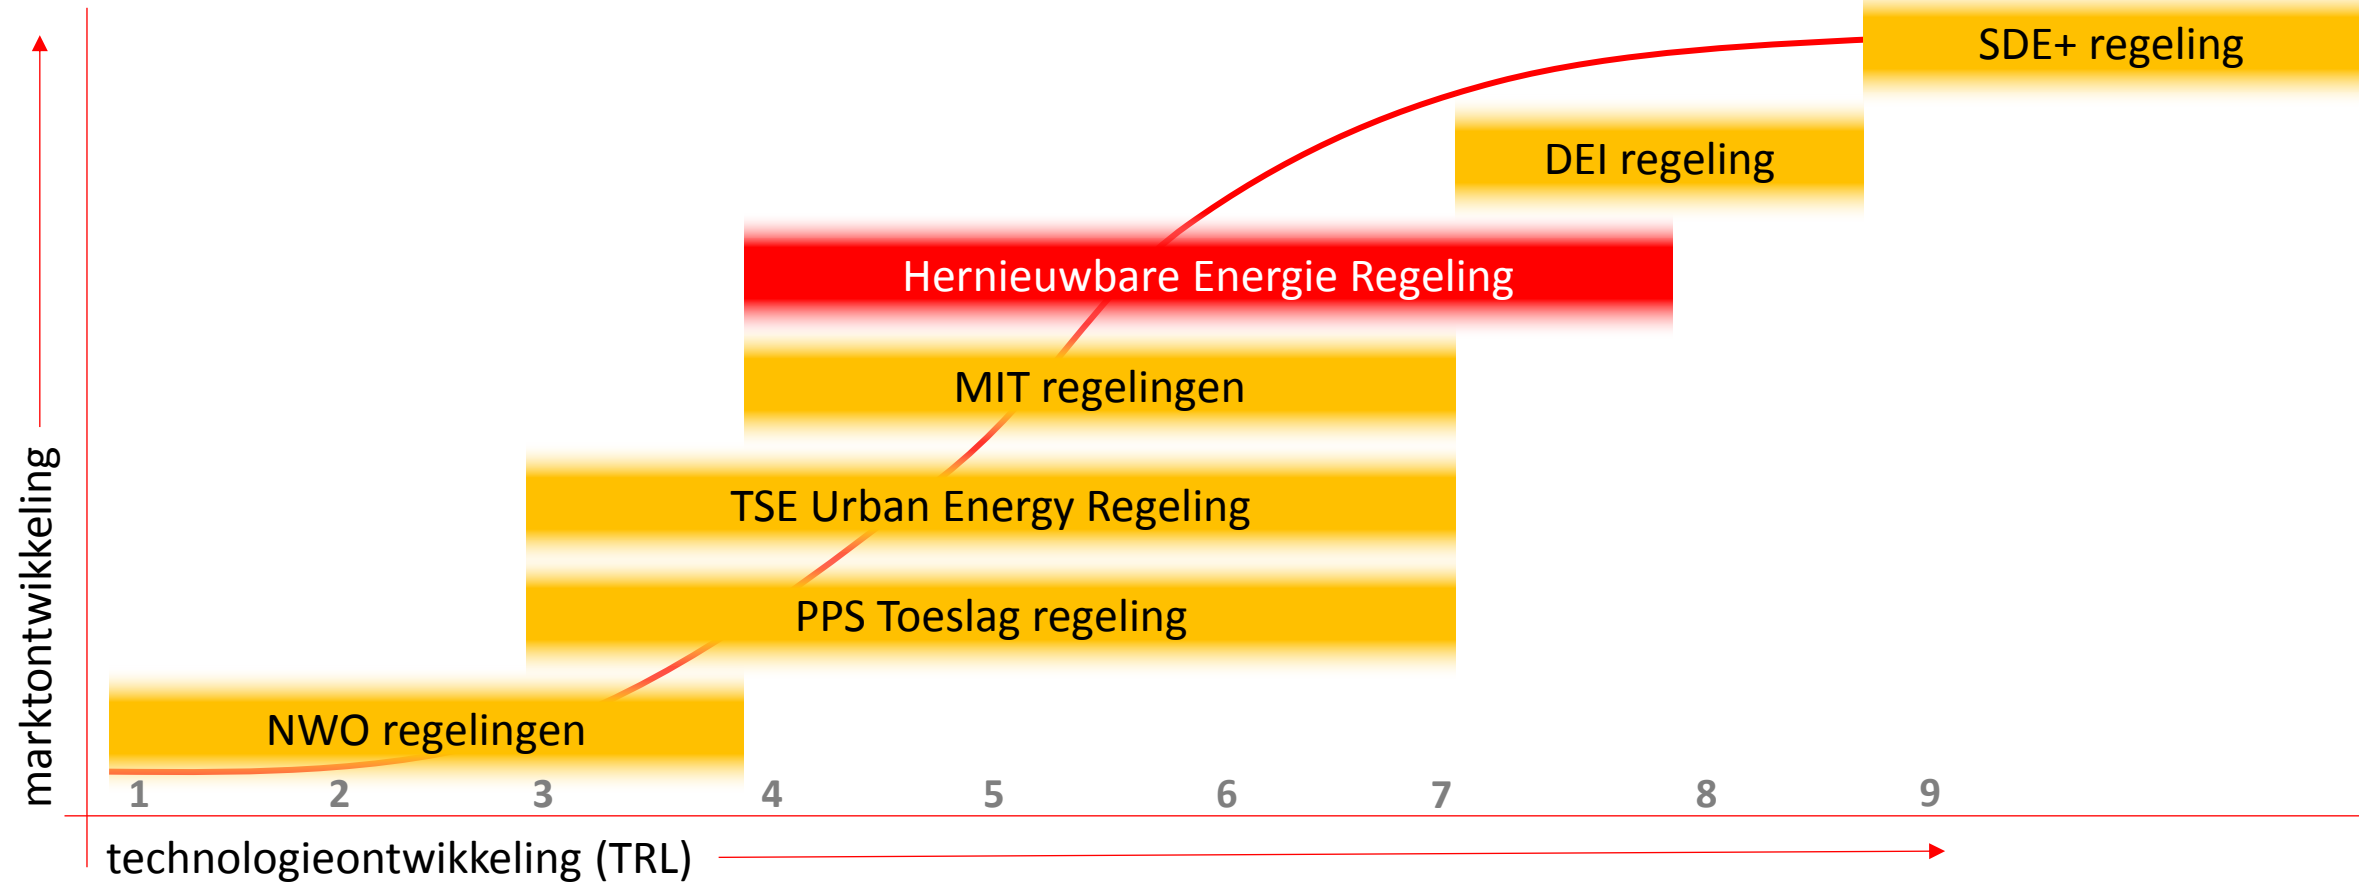 SDE+ regeling
DEI regeling
Hernieuwbare Energie Regeling
MIT regelingen
TSE Urban Energy Regeling
PPS Toeslag regeling
NWO regelingen
marktontwikkeling
1 2 3 4 5 6 7 8 9
technologieontwikkeling (TRL)